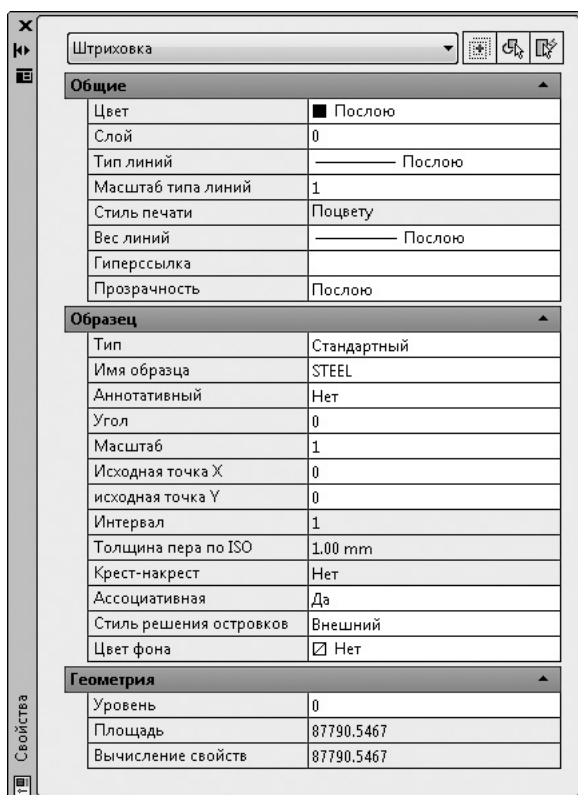 Штриховка
Общие
Цвет Послою
Слой 0
Тип линий Послою
Масштаб типа линий 1
Стиль печати Поцвету
Вес линий Послою
Гиперссылка
Прозрачность Послою
Образец
Тип Стандартный
Имя образца STEEL
Аннотативный Нет
Угол 0
Масштаб 1
Исходная точка X 0
исходная точка Y 0
Интервал 1
Толщина пера по ISO 1.00 mm
Крест-накрест Нет
Ассоциативная Да
Стиль решения островков Внешний
Цвет фона Нет
Геометрия
Уровень 0
Площадь 87790.5467
Вычисление свойств 87790.5467
Свойства